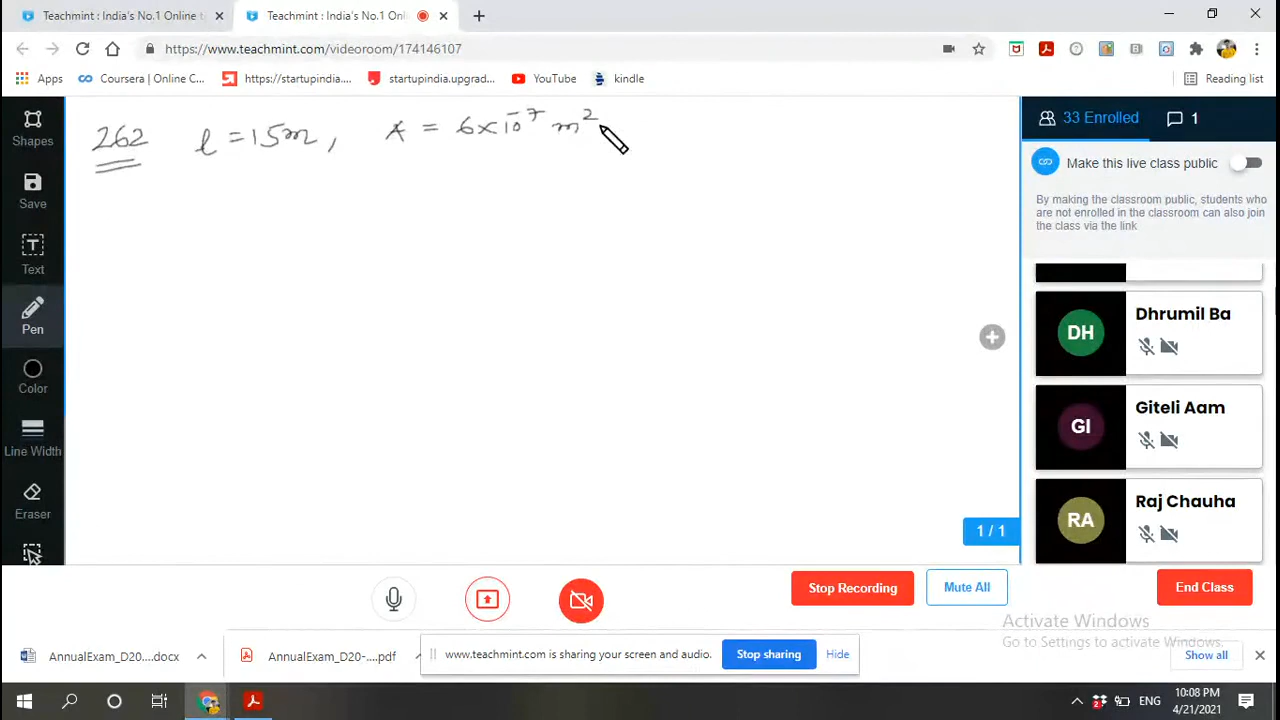 Teachmint : India's No.1 Online t
Teachmint : India's No.1 Onl
https://www.teachmint.com/videoroom/174146107
Apps
Coursera | Online C...
https://startupindia....
startupindia.upgrad...
YouTube
kindle
Reading list
Shapes
Save
Text
Pen
Color
Line Width
Eraser
262 l = 15m, A = 6×10⁻⁷ m²
1 / 1
33 Enrolled
1
Make this live class public
By making the classroom public, students who
are not enrolled in the classroom can also join
the class via the link
DH
Dhrumil Ba
GI
Giteli Aam
RA
Raj Chauha
Stop Recording
Mute All
End Class
Activate Windows
Go to Settings to activate Windows.
AnnualExam_D20....docx
AnnualExam_D20-....pdf
www.teachmint.com is sharing your screen and audio.
Stop sharing
Hide
Show all
ENG
10:08 PM
4/21/2021